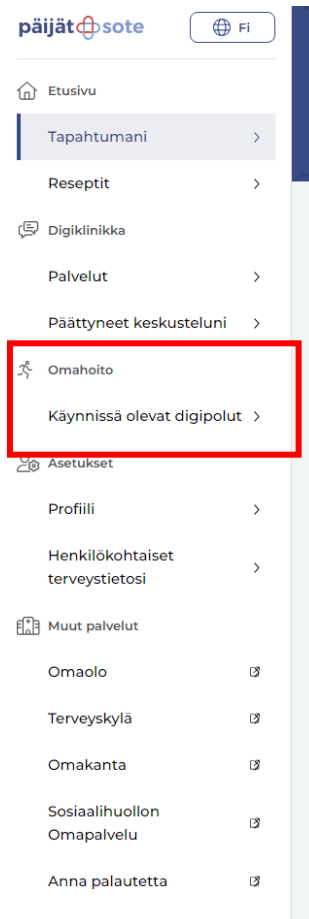 päijät sote
Fi
Etusivu
Tapahtumani
Reseptit
Digiklinikka
Palvelut
Päättyneet keskusteluni
Omahoito
Käynnissä olevat digipolut
Asetukset
Profiili
Henkilökohtaiset
terveystietosi
Muut palvelut
Omaolo
Terveyskylä
Omakanta
Sosiaalihuollon
Omapalvelu
Anna palautetta